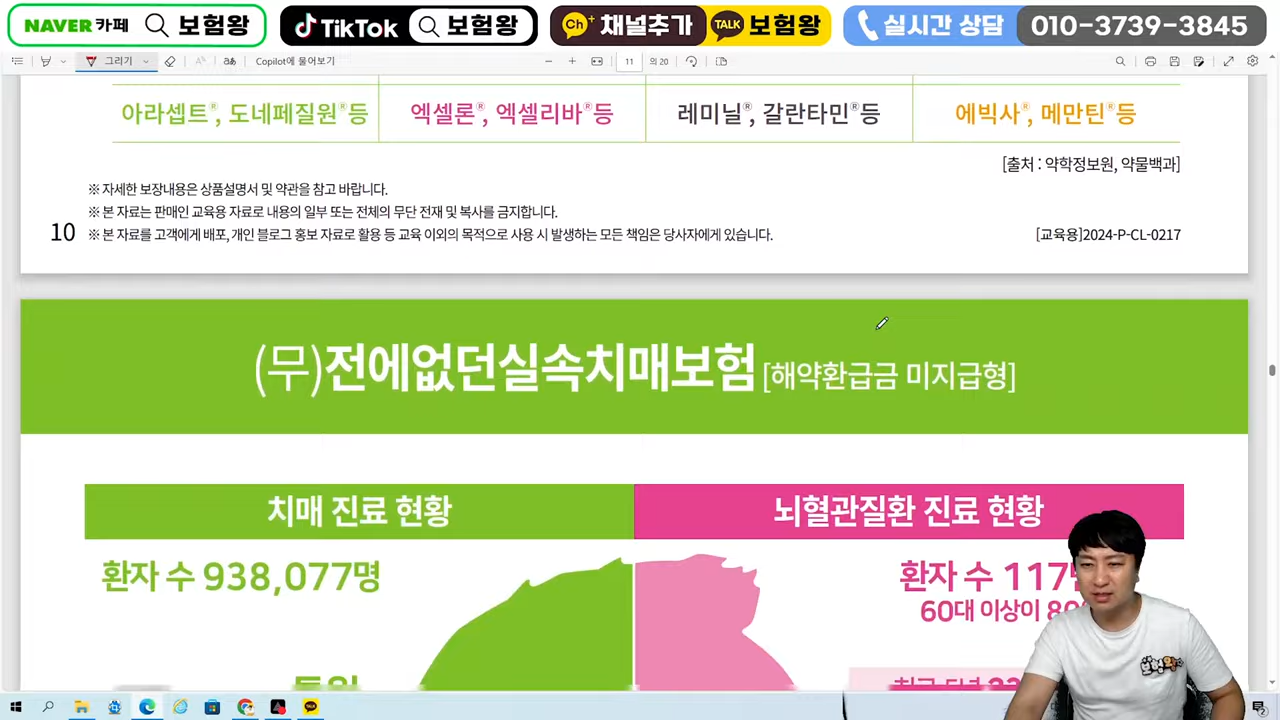 NAVER 카페 보험왕
TikTok 보험왕
Ch+ 채널추가 TALK 보험왕
실시간 상담 010-3739-3845
그리기
Copilot에 물어보기
11 의 20
아라셉트®, 도네페질원®등
엑셀론®, 엑셀리바®등
레미닐®, 갈란타민®등
에빅사®, 메만틴®등
[출처 : 약학정보원, 약물백과]
※ 자세한 보장내용은 상품설명서 및 약관을 참고 바랍니다.
※ 본 자료는 판매인 교육용 자료로 내용의 일부 또는 전체의 무단 전재 및 복사를 금지합니다.
10 ※ 본 자료를 고객에게 배포, 개인 블로그 홍보 자료로 활용 등 교육 이외의 목적으로 사용 시 발생하는 모든 책임은 당사자에게 있습니다.
[교육용]2024-P-CL-0217
(무)전에없던실속치매보험 [해약환급금 미지급형]
치매 진료 현황
뇌혈관질환 진료 현황
환자 수 938,077명
환자 수 117
60대 이상이
보험왕